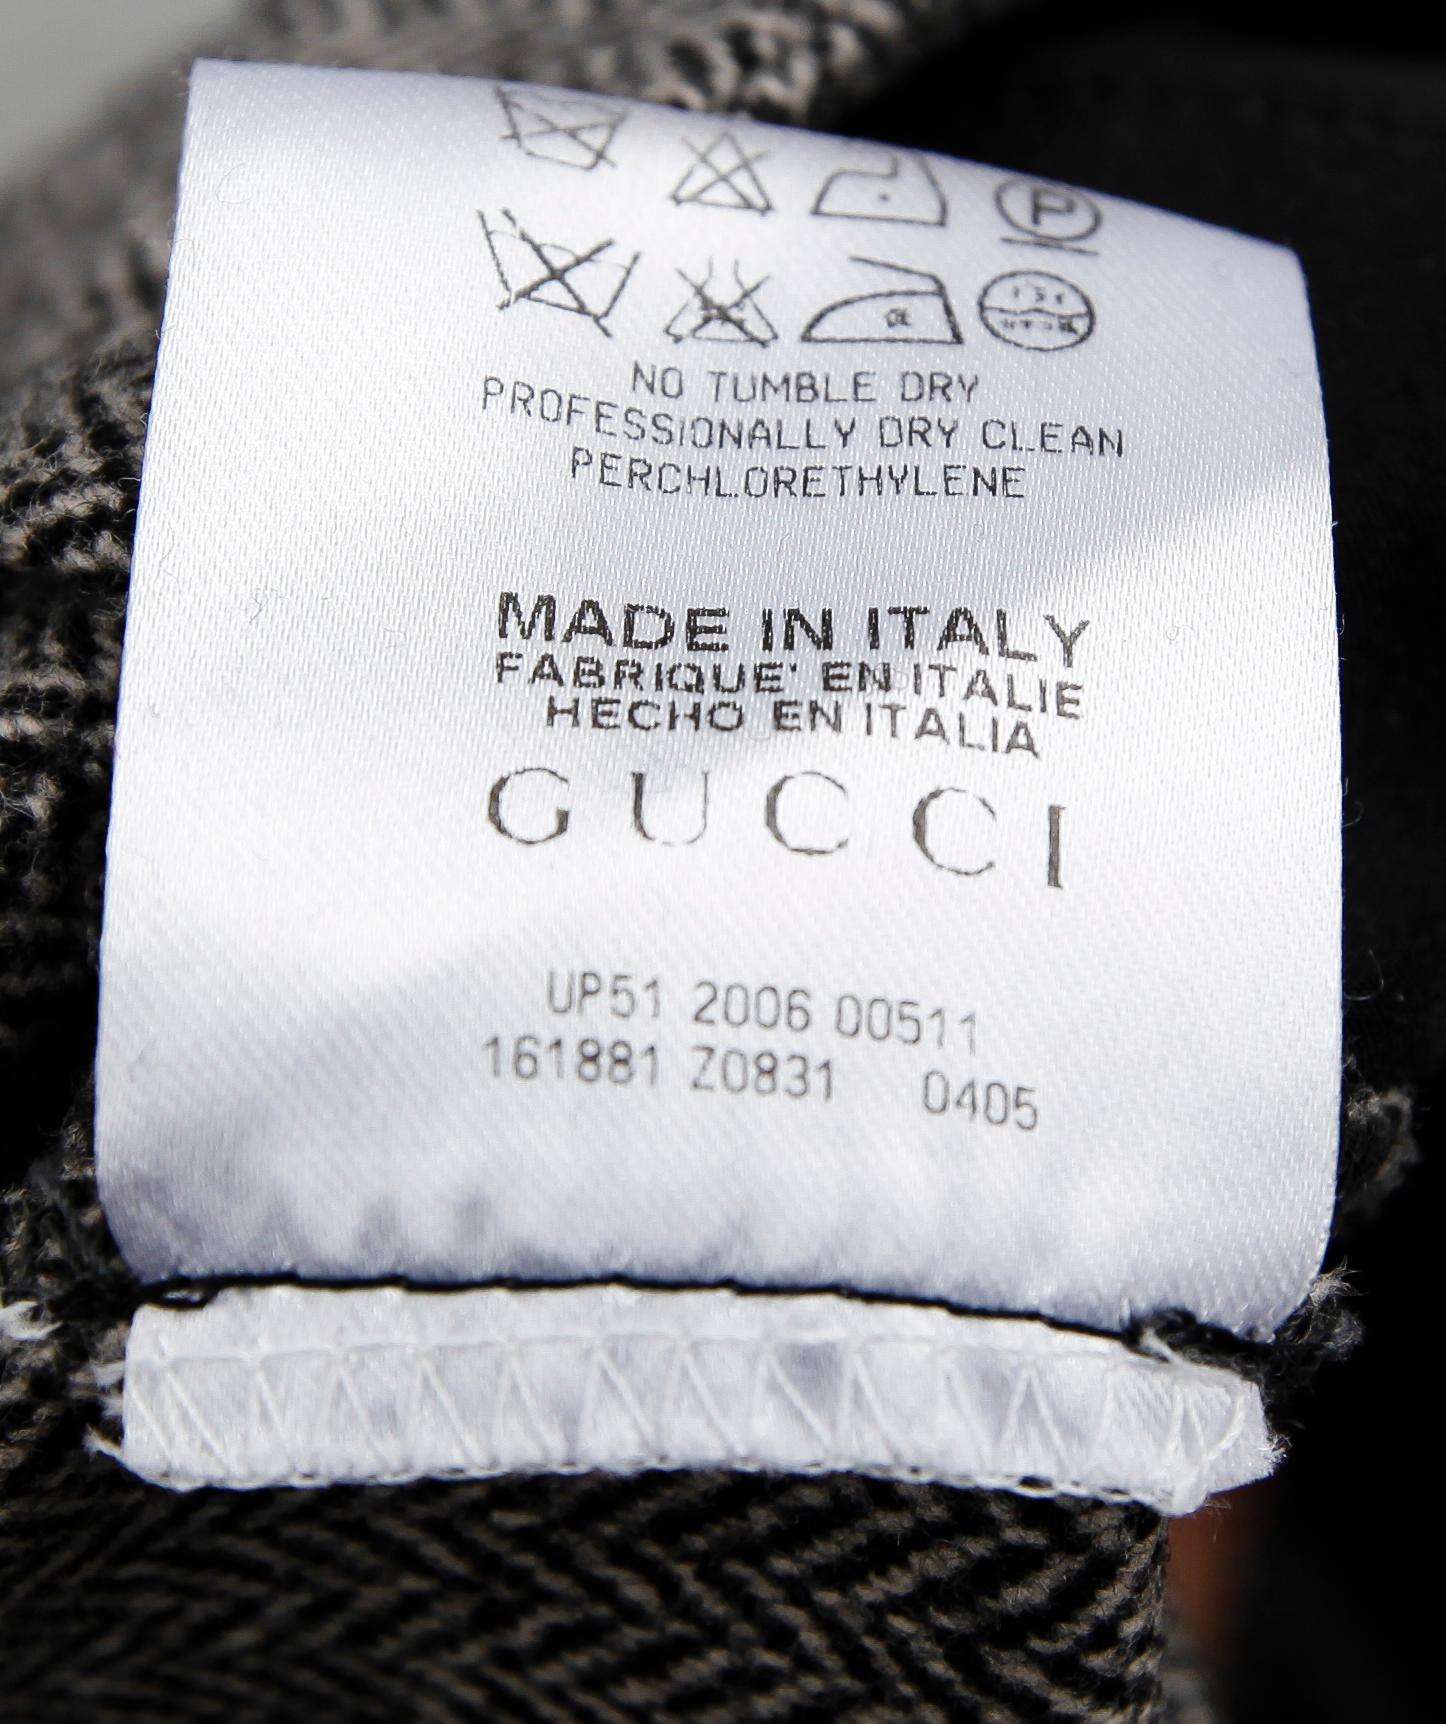 P
NO TUMBLE DRY
PROFESSIONALLY DRY CLEAN
PERCHLORETHYLENE
MADE IN ITALY
FABRIQUE' EN ITALIE
HECHO EN ITALIA
GUCCI
UP51 2006 00511
161881 Z0831 0405